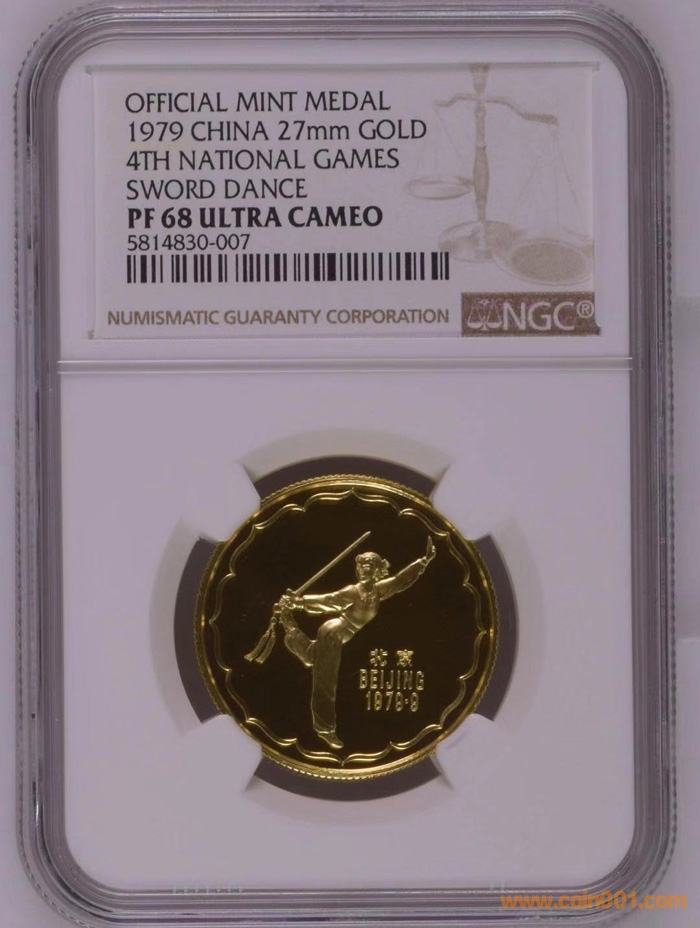 OFFICIAL MINT MEDAL
1979 CHINA 27mm GOLD
4TH NATIONAL GAMES
SWORD DANCE
PF 68 ULTRA CAMEO
5814830-007
NUMISMATIC GUARANTY CORPORATION
NGC®
北京
BEIJING
1979·9
www.coin001.com